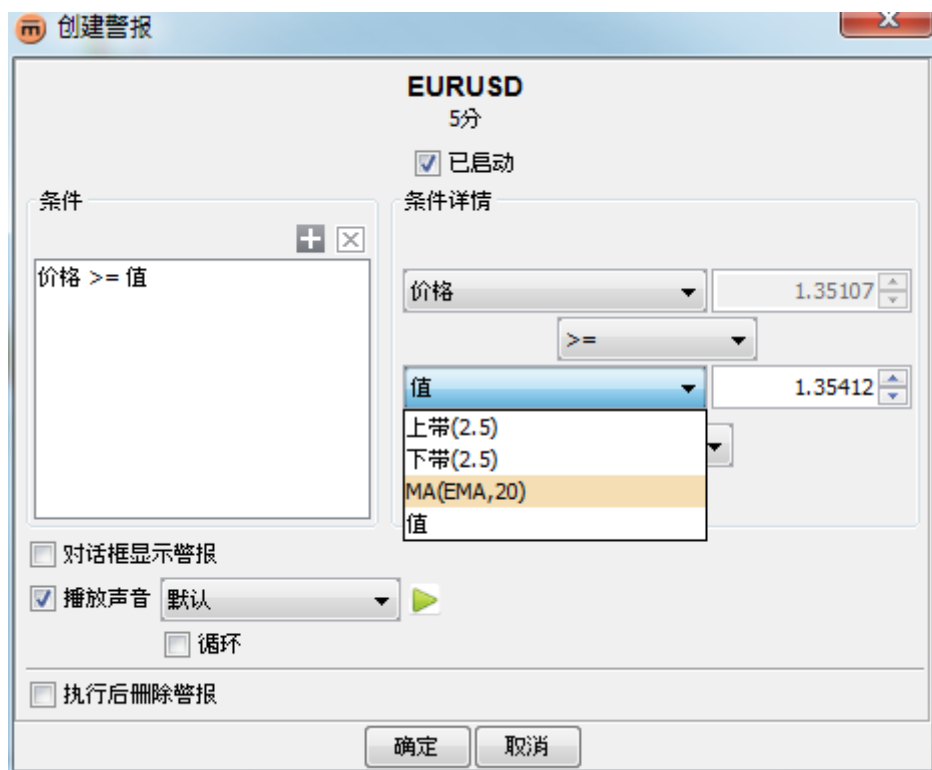 创建警报
EURUSD
5分
已启动
条件
条件详情
价格 >= 值
价格
1.35107
>=
值
1.35412
上带(2.5)
下带(2.5)
MA(EMA,20)
值
对话框显示警报
播放声音
默认
循环
执行后删除警报
确定
取消